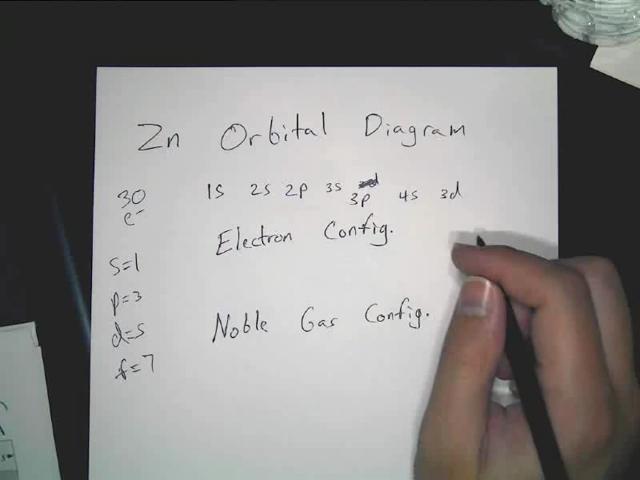 Zn Orbital Diagram
30 e⁻
1s 2s 2p 3s 3p 4s 3d
Electron Config.
s=1
p=3
d=5
f=7
Noble Gas Config.